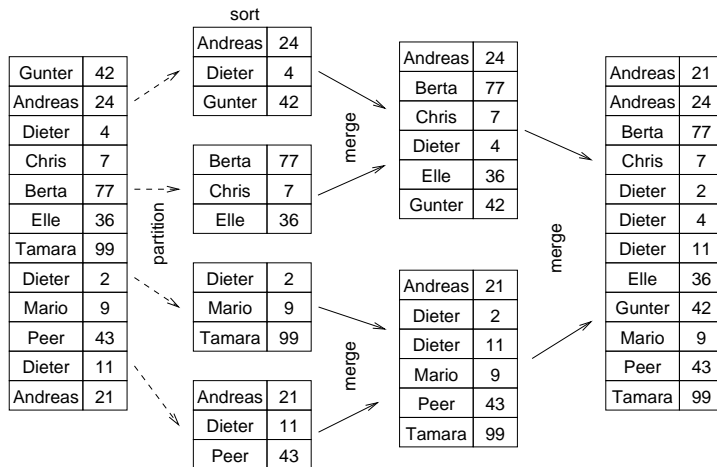 sort
Gunter 42
Andreas 24
Dieter 4
Chris 7
Berta 77
Elle 36
Tamara 99
Dieter 2
Mario 9
Peer 43
Dieter 11
Andreas 21
partition
Andreas 24
Dieter 4
Gunter 42
Berta 77
Chris 7
Elle 36
Dieter 2
Mario 9
Tamara 99
Andreas 21
Dieter 11
Peer 43
merge
merge
Andreas 24
Berta 77
Chris 7
Dieter 4
Elle 36
Gunter 42
Andreas 21
Dieter 2
Dieter 11
Mario 9
Peer 43
Tamara 99
merge
Andreas 21
Andreas 24
Berta 77
Chris 7
Dieter 2
Dieter 4
Dieter 11
Elle 36
Gunter 42
Mario 9
Peer 43
Tamara 99